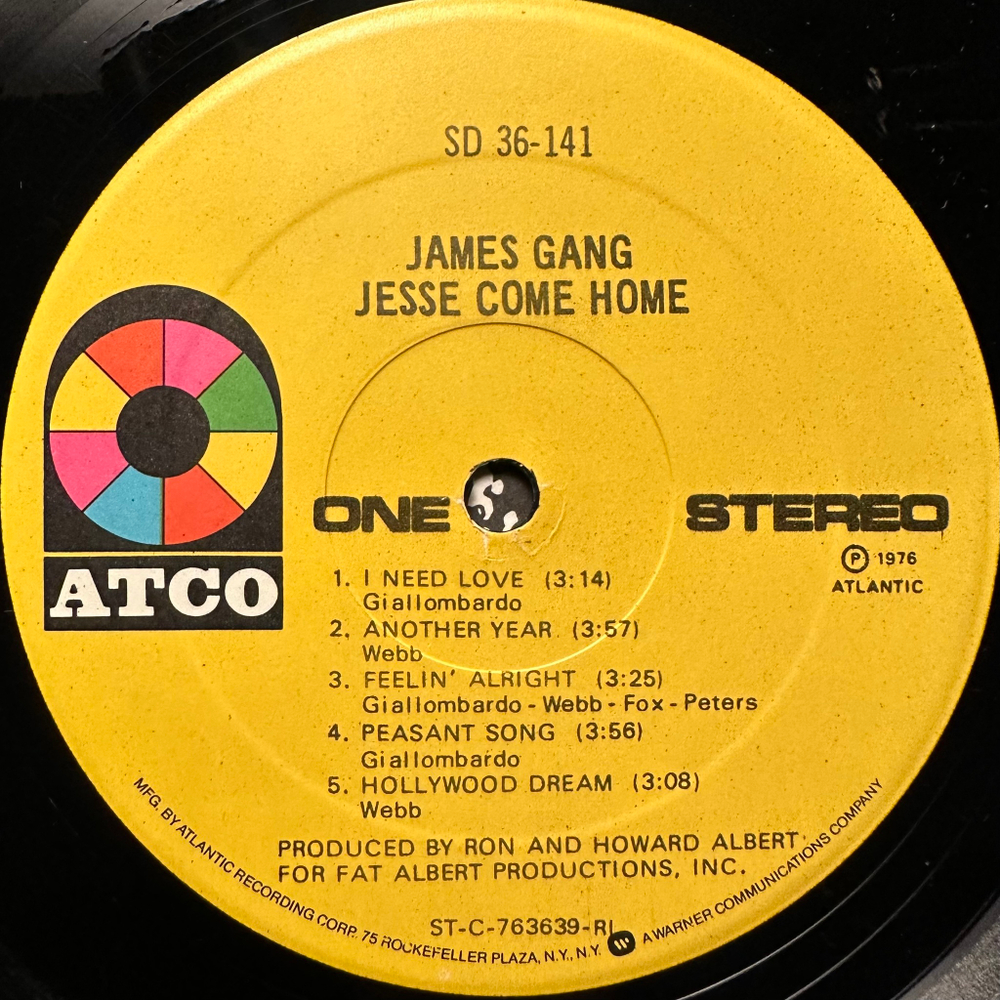 SD 36-141
JAMES GANG
JESSE COME HOME
ATCO
ONE
STEREO
Ⓟ 1976
ATLANTIC
1. I NEED LOVE (3:14)
Giallombardo
2. ANOTHER YEAR (3:57)
Webb
3. FEELIN' ALRIGHT (3:25)
Giallombardo - Webb - Fox - Peters
4. PEASANT SONG (3:56)
Giallombardo
5. HOLLYWOOD DREAM (3:08)
Webb
PRODUCED BY RON AND HOWARD ALBERT
FOR FAT ALBERT PRODUCTIONS, INC.
ST-C-763639-RI
MFG. BY ATLANTIC RECORDING CORP. 75 ROCKEFELLER PLAZA, N.Y., N.Y. W A WARNER COMMUNICATIONS COMPANY